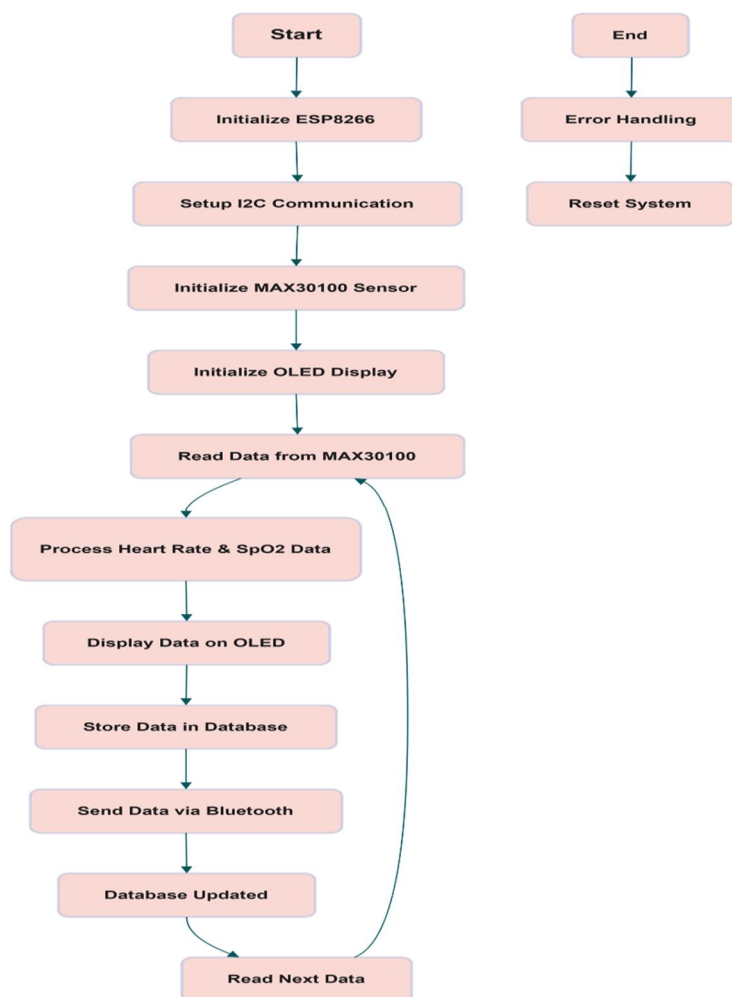 Start
Initialize ESP8266
Setup I2C Communication
Initialize MAX30100 Sensor
Initialize OLED Display
Read Data from MAX30100
Process Heart Rate & SpO2 Data
Display Data on OLED
Store Data in Database
Send Data via Bluetooth
Database Updated
Read Next Data
End
Error Handling
Reset System